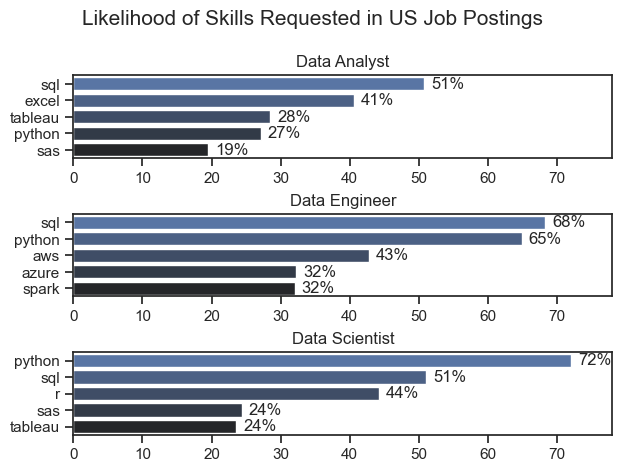 Likelihood of Skills Requested in US Job Postings
Data Analyst
sql 51%
excel 41%
tableau 28%
python 27%
sas 19%
0 10 20 30 40 50 60 70
Data Engineer
sql 68%
python 65%
aws 43%
azure 32%
spark 32%
0 10 20 30 40 50 60 70
Data Scientist
python 72%
sql 51%
r 44%
sas 24%
tableau 24%
0 10 20 30 40 50 60 70